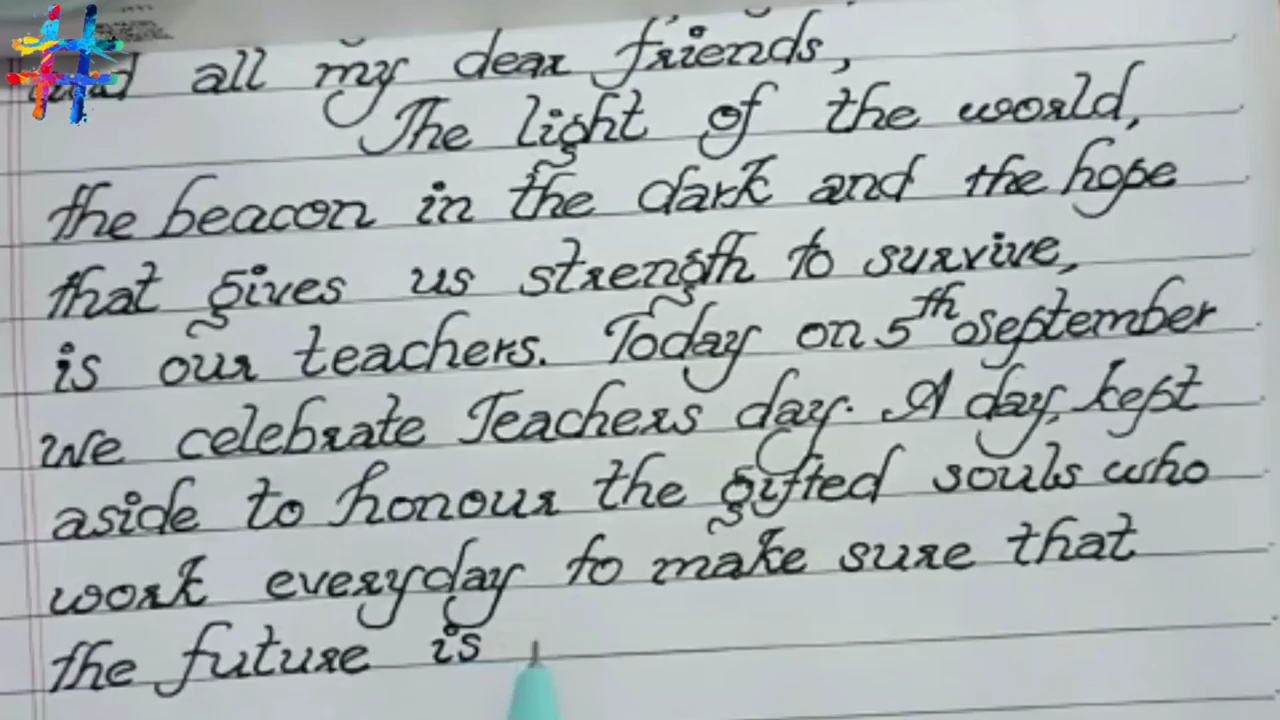 and all my dear friends,
The light of the world,
the beacon in the dark and the hope
that gives us strength to survive,
is our teachers. Today on 5th september
we celebrate Teachers day. A day, kept
aside to honour the gifted souls who
work everyday to make sure that
the future is